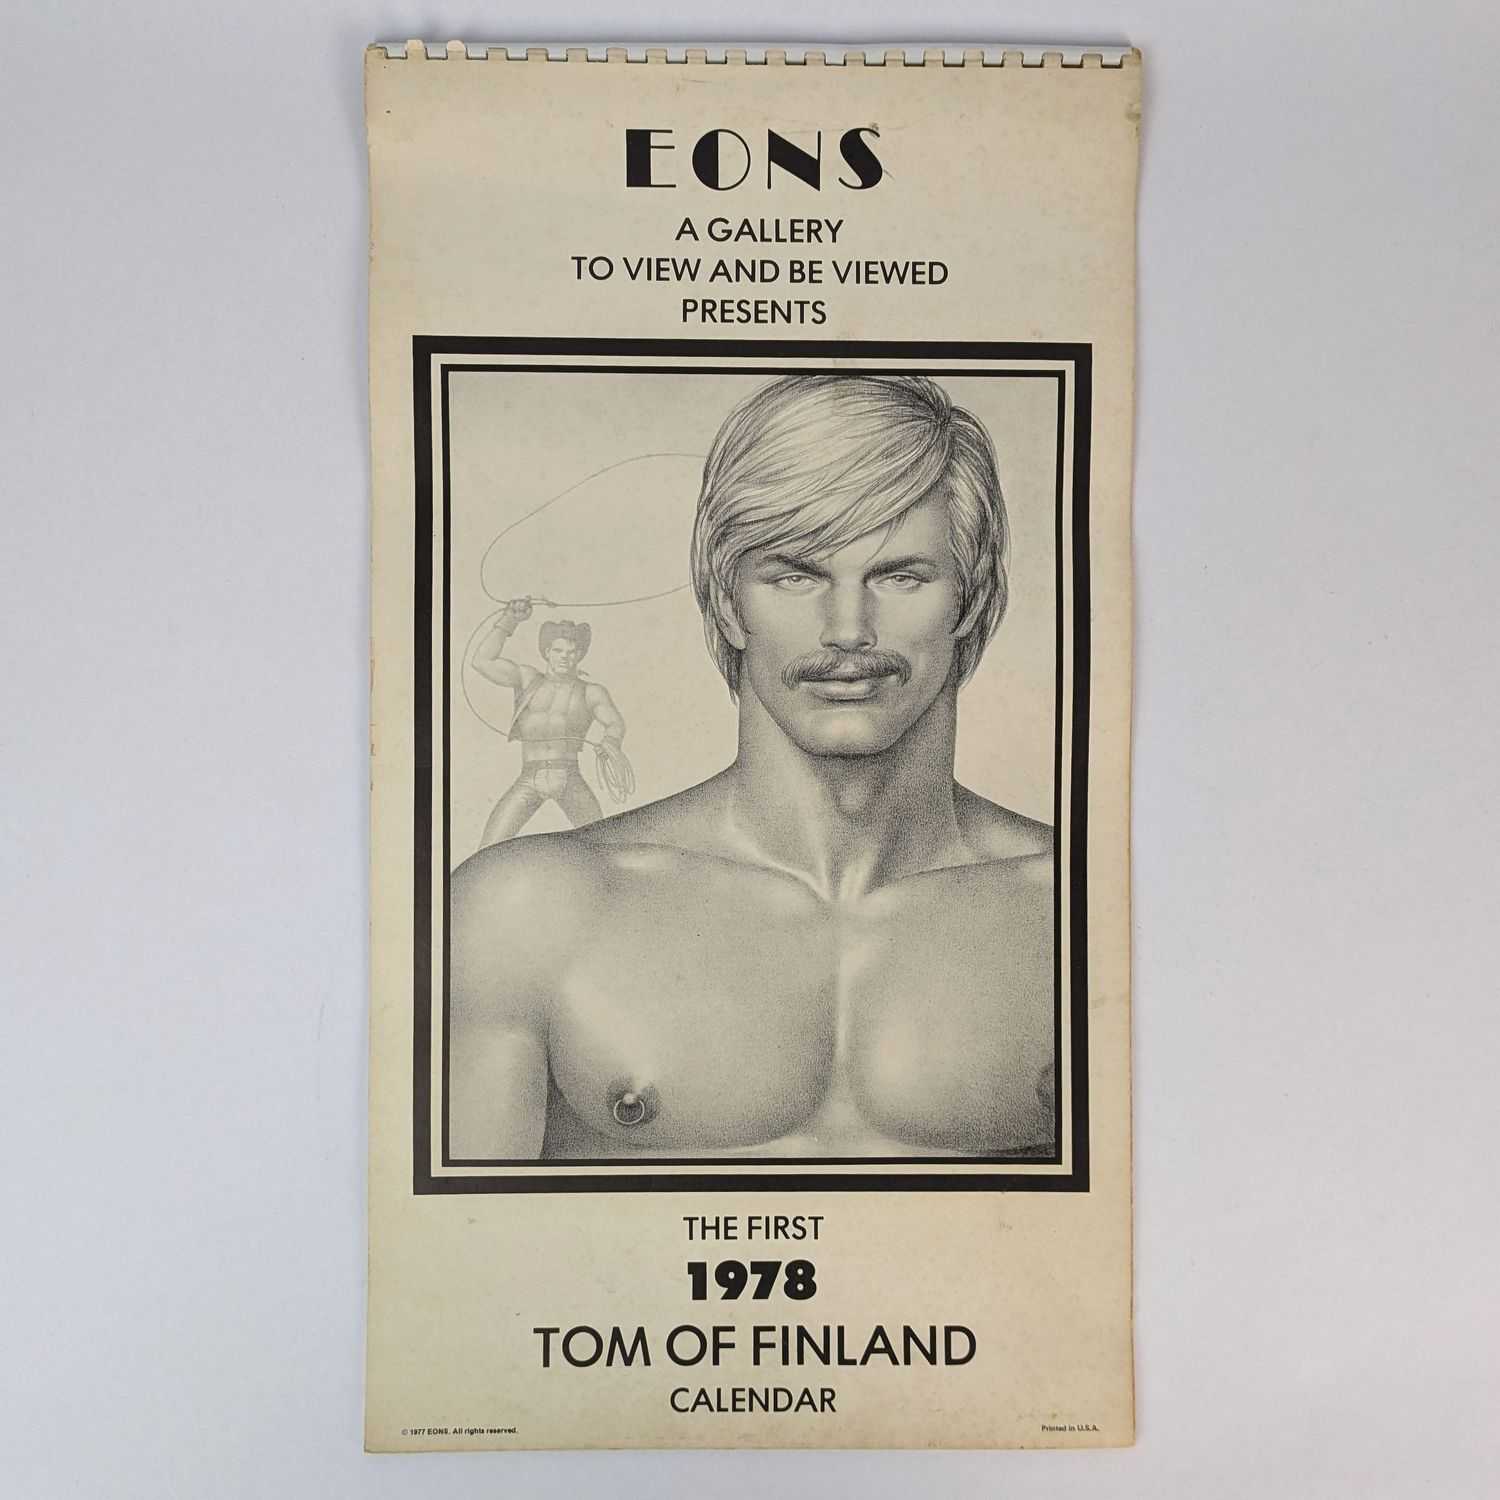 EONS
A GALLERY
TO VIEW AND BE VIEWED
PRESENTS
THE FIRST
1978
TOM OF FINLAND
CALENDAR
© 1977 EONS. All rights reserved.
Printed in U.S.A.